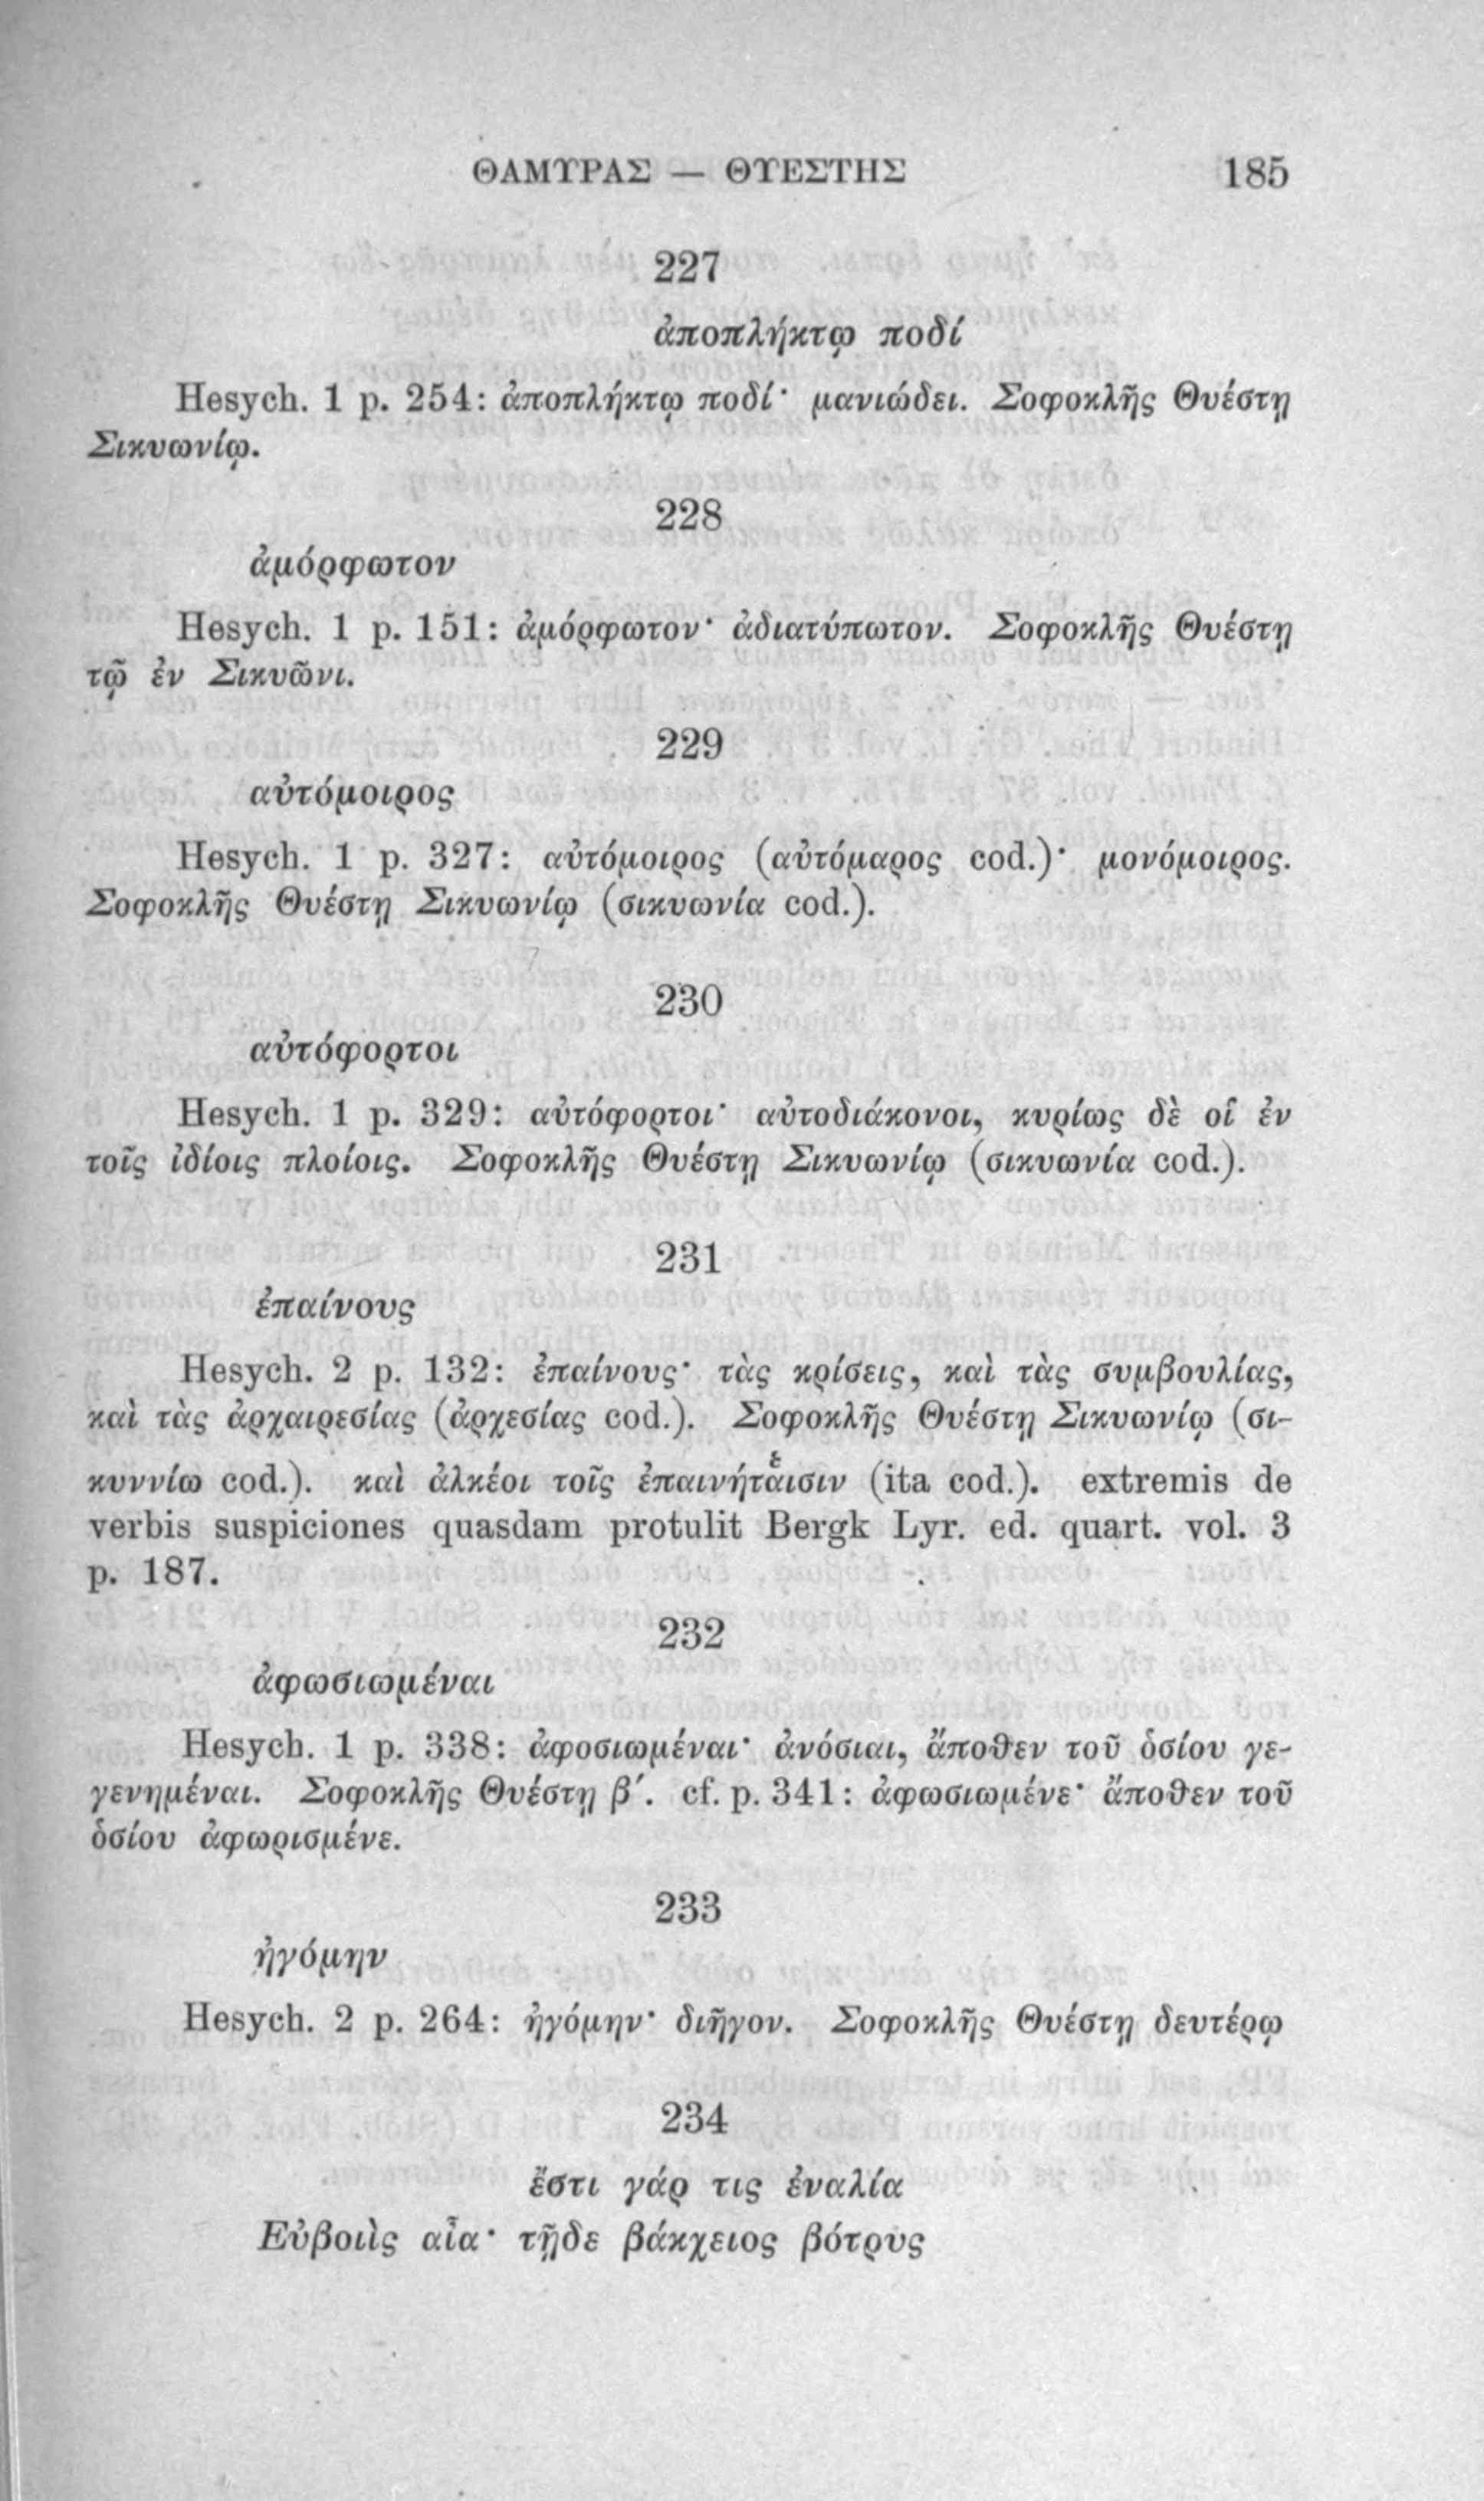 ΘΑΜΥΡΑΣ — ΘΥΕΣΤΗΣ 185
227
ἀποπλήκτῳ ποδί
Hesych. 1 p. 254: ἀποπλήκτῳ ποδί· μανιώδει. Σοφοκλῆς Θυέστῃ
Σικυωνίῳ.
228
ἀμόρφωτον
Hesych. 1 p. 151: ἀμόρφωτον· ἀδιατύπωτον. Σοφοκλῆς Θυέστῃ
τῷ ἐν Σικυῶνι.
229
αὐτόμοιρος
Hesych. 1 p. 327: αὐτόμοιρος (αὐτόμαρος cod.)· μονόμοιρος.
Σοφοκλῆς Θυέστῃ Σικυωνίῳ (σικυωνία cod.).
230
αὐτόφορτοι
Hesych. 1 p. 329: αὐτόφορτοι· αὐτοδιάκονοι, κυρίως δὲ οἱ ἐν
τοῖς ἰδίοις πλοίοις. Σοφοκλῆς Θυέστῃ Σικυωνίῳ (σικυωνία cod.).
231
ἐπαίνους
Hesych. 2 p. 132: ἐπαίνους· τὰς κρίσεις, καὶ τὰς συμβουλίας,
καὶ τὰς ἀρχαιρεσίας (ἀρχεσίας cod.). Σοφοκλῆς Θυέστῃ Σικυωνίῳ (σι-
κυννίω cod.). καὶ ἀλκέοι τοῖς (ita cod.). extremis de
verbis suspiciones quasdam protulit Bergk Lyr. ed. quart. vol. 3
p. 187.
232
ἀφωσιωμέναι
Hesych. 1 p. 338: ἀφοσιωμέναι· ἀνόσιαι, ἄποθεν τοῦ ὁσίου γε-
γενημέναι. Σοφοκλῆς Θυέστῃ β′. cf. p. 341: ἀφωσιωμένε· ἄποθεν τοῦ
ὁσίου ἀφωρισμένε.
233
ἡγόμην
Hesych. 2 p. 264: ἡγόμην· διῆγον. Σοφοκλῆς Θυέστῃ δευτέρῳ
234
ἔστι γάρ τις ἐναλία
Εὐβοιὶς αἶα· τῇδε βάκχειος βότρυς